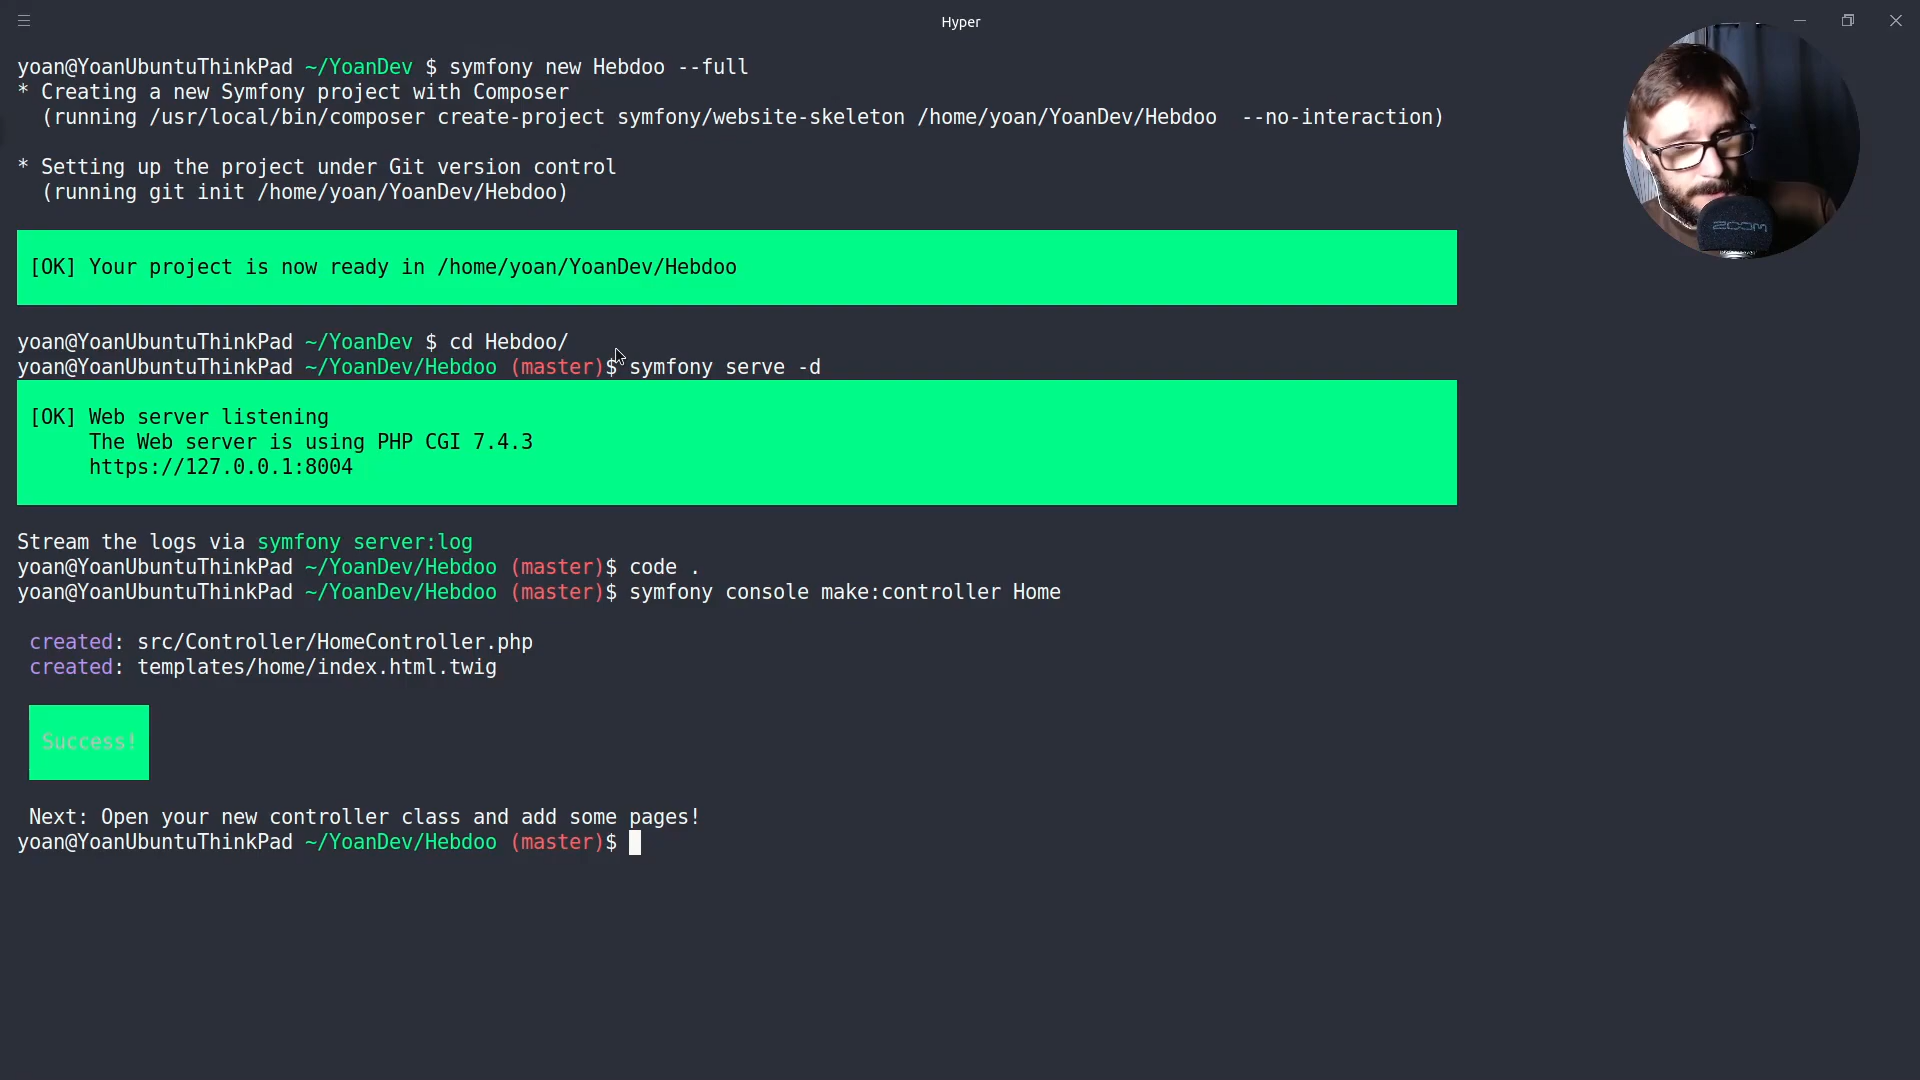 Hyper
yoan@YoanUbuntuThinkPad ~/YoanDev $ symfony new Hebdoo --full
* Creating a new Symfony project with Composer
(running /usr/local/bin/composer create-project symfony/website-skeleton /home/yoan/YoanDev/Hebdoo --no-interaction)
* Setting up the project under Git version control
(running git init /home/yoan/YoanDev/Hebdoo)
ZOOM
[OK] Your project is now ready in /home/yoan/YoanDev/Hebdoo
yoan@YoanUbuntuThinkPad ~/YoanDev $ cd Hebdoo/
yoan@YoanUbuntuThinkPad ~/YoanDev/Hebdoo (master)$ symfony serve -d
[OK] Web server listening
The Web server is using PHP CGI 7.4.3
https://127.0.0.1:8004
Stream the logs via symfony server:log
yoan@YoanUbuntuThinkPad ~/YoanDev/Hebdoo (master)$ code .
yoan@YoanUbuntuThinkPad ~/YoanDev/Hebdoo (master)$ symfony console make:controller Home
created: src/Controller/HomeController.php
created: templates/home/index.html.twig
Success!
Next: Open your new controller class and add some pages!
yoan@YoanUbuntuThinkPad ~/YoanDev/Hebdoo (master)$